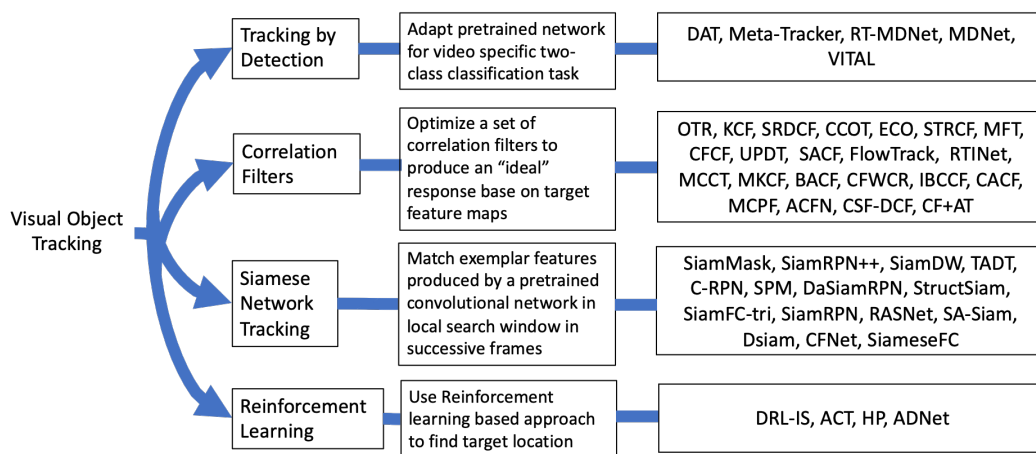 Visual Object
Tracking
Tracking by
Detection
Adapt pretrained network
for video specific two-
class classification task
DAT, Meta-Tracker, RT-MDNet, MDNet,
VITAL
Correlation
Filters
Optimize a set of
correlation filters to
produce an “ideal”
response base on target
feature maps
OTR, KCF, SRDCF, CCOT, ECO, STRCF, MFT,
CFCF, UPDT, SACF, FlowTrack, RTINet,
MCCT, MKCF, BACF, CFWCR, IBCCF, CACF,
MCPF, ACFN, CSF-DCF, CF+AT
Siamese
Network
Tracking
Match exemplar features
produced by a pretrained
convolutional network in
local search window in
successive frames
SiamMask, SiamRPN++, SiamDW, TADT,
C-RPN, SPM, DaSiamRPN, StructSiam,
SiamFC-tri, SiamRPN, RASNet, SA-Siam,
Dsiam, CFNet, SiameseFC
Reinforcement
Learning
Use Reinforcement
learning based approach
to find target location
DRL-IS, ACT, HP, ADNet